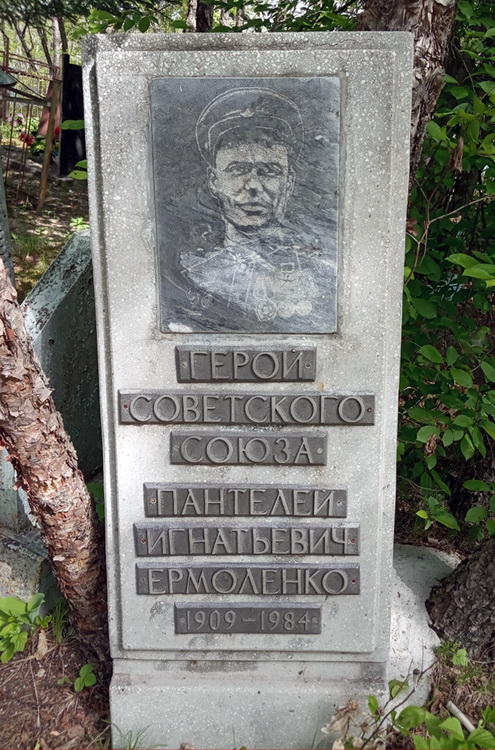 ГЕРОЙ
СОВЕТСКОГО
СОЮЗА
ПАНТЕЛЕЙ
ИГНАТЬЕВИЧ
ЕРМОЛЕНКО
1909–1984